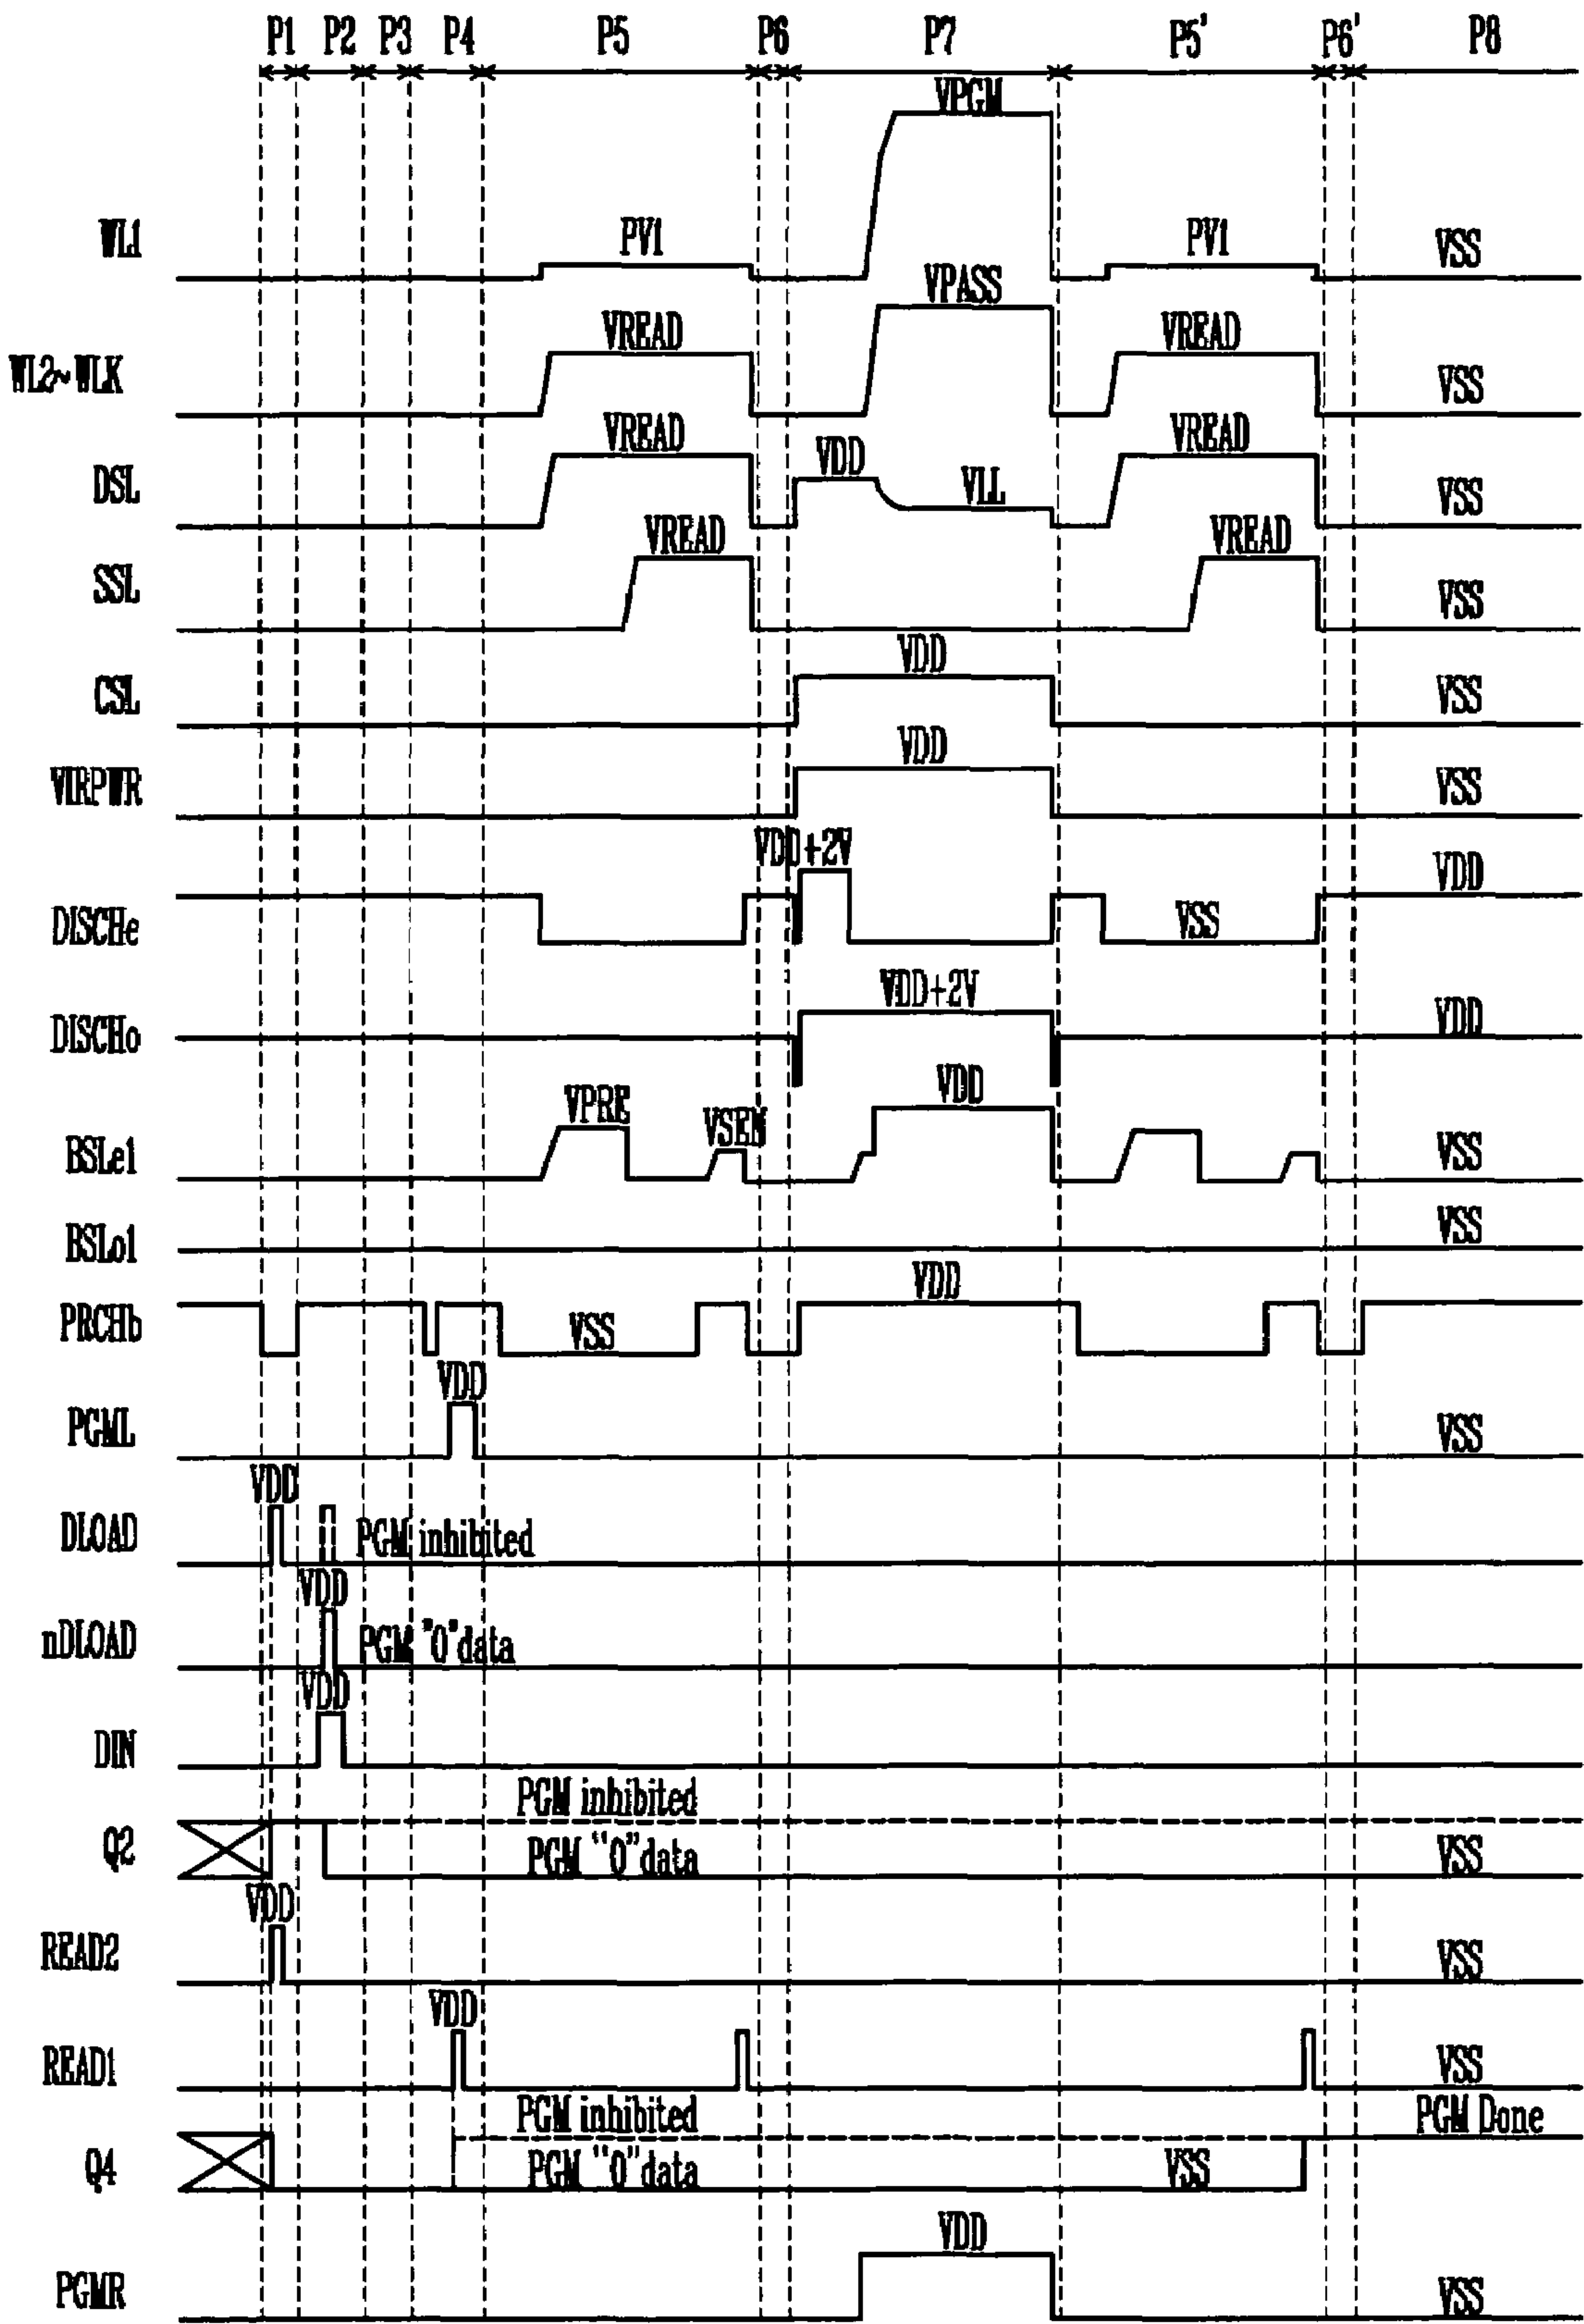 P1 P2 P3 P4 P5 P6 P7 P5' P6' P8
VPGM
WL1 PV1 PV1 VSS
VPASS
WL2~WLK VREAD VREAD VSS
DSL VREAD VDD VLL VREAD VSS
SSL VREAD VREAD VSS
CSL VDD VSS
VIRPWR VDD VSS
DISCHe VDD+2V VSS VDD
DISCHo VDD+2V VDD
BSLe1 VPRE VSEN VDD VSS
BSLo1 VSS
PRCHb VSS VDD
PGML VDD VSS
VDD
DLOAD PGM inhibited
VDD
nDLOAD PGM "0"data
VDD
DIN
PGM inhibited
Q2 PGM "0"data VSS
VDD
READ2 VSS
VDD
READ1 VSS
PGM inhibited PGM Done
Q4 PGM "0"data VSS
VDD
PGMR VSS